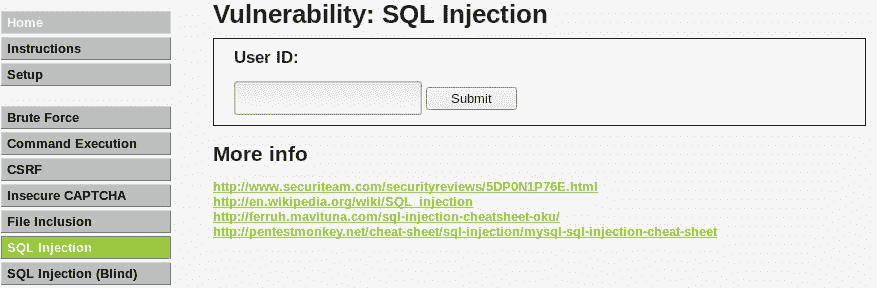 Home
Instructions
Setup
Brute Force
Command Execution
CSRF
Insecure CAPTCHA
File Inclusion
SQL Injection
SQL Injection (Blind)
Vulnerability: SQL Injection
User ID:
Submit
More info
http://www.securiteam.com/securityreviews/5DP0N1P76E.html
http://en.wikipedia.org/wiki/SQL_injection
http://ferruh.mavituna.com/sql-injection-cheatsheet-oku/
http://pentestmonkey.net/cheat-sheet/sql-injection/mysql-sql-injection-cheat-sheet